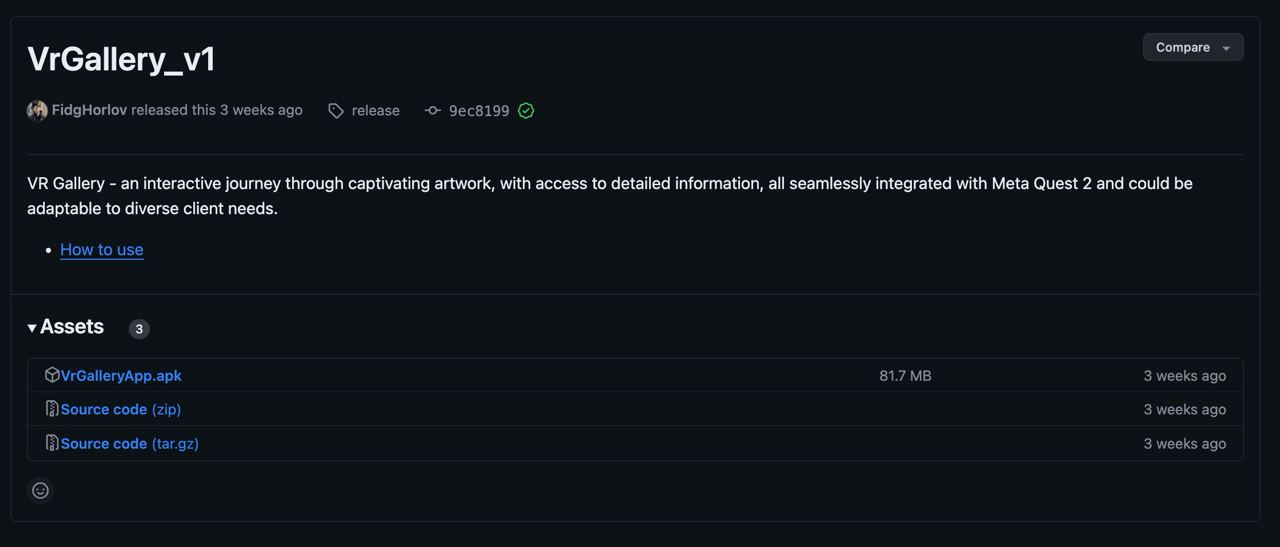 VrGallery_v1
Compare
FidgHorlov released this 3 weeks ago release 9ec8199
VR Gallery - an interactive journey through captivating artwork, with access to detailed information, all seamlessly integrated with Meta Quest 2 and could be
adaptable to diverse client needs.
• How to use
Assets 3
VrGalleryApp.apk 81.7 MB 3 weeks ago
Source code (zip) 3 weeks ago
Source code (tar.gz) 3 weeks ago